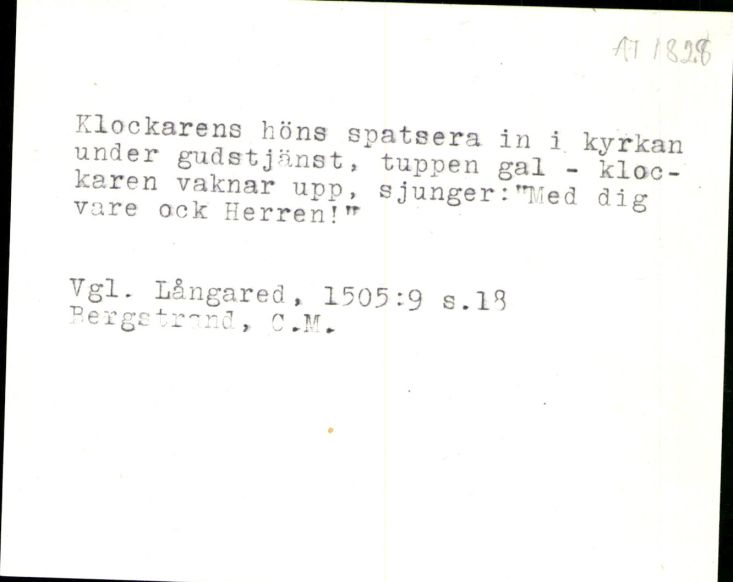 AT 1828
Klockarens höns spatsera in i kyrkan
under gudstjänst, tuppen gal - kloc-
karen vaknar upp, sjunger:"Med dig
vare ock Herren!"
Vgl. Långared, 1505:9 s.18
Bergstrand, C.M.